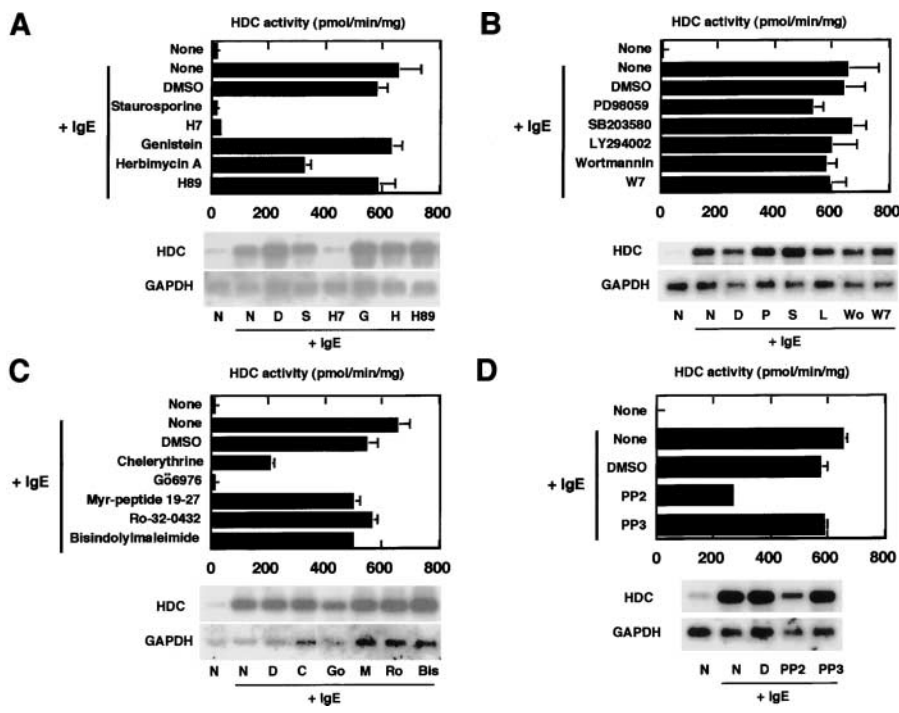 A
HDC activity (pmol/min/mg)
0 200 400 600 800
None
None
DMSO
Staurosporine
H7
Genistein
Herbimycin A
H89
+ IgE
0 200 400 600 800
HDC
GAPDH
N N D S H7 G H H89
+ IgE
B
HDC activity (pmol/min/mg)
None
None
DMSO
PD98059
SB203580
LY294002
Wortmannin
W7
+ IgE
0 200 400 600 800
HDC
GAPDH
N N D P S L Wo W7
+ IgE
C
HDC activity (pmol/min/mg)
None
None
DMSO
Chelerythrine
Gö6976
Myr-peptide 19-27
Ro-32-0432
Bisindolylmaleimide
+ IgE
0 200 400 600 800
HDC
GAPDH
N N D C Go M Ro Bis
+ IgE
D
HDC activity (pmol/min/mg)
None
None
DMSO
PP2
PP3
+ IgE
0 200 400 600 800
HDC
GAPDH
N N D PP2 PP3
+ IgE